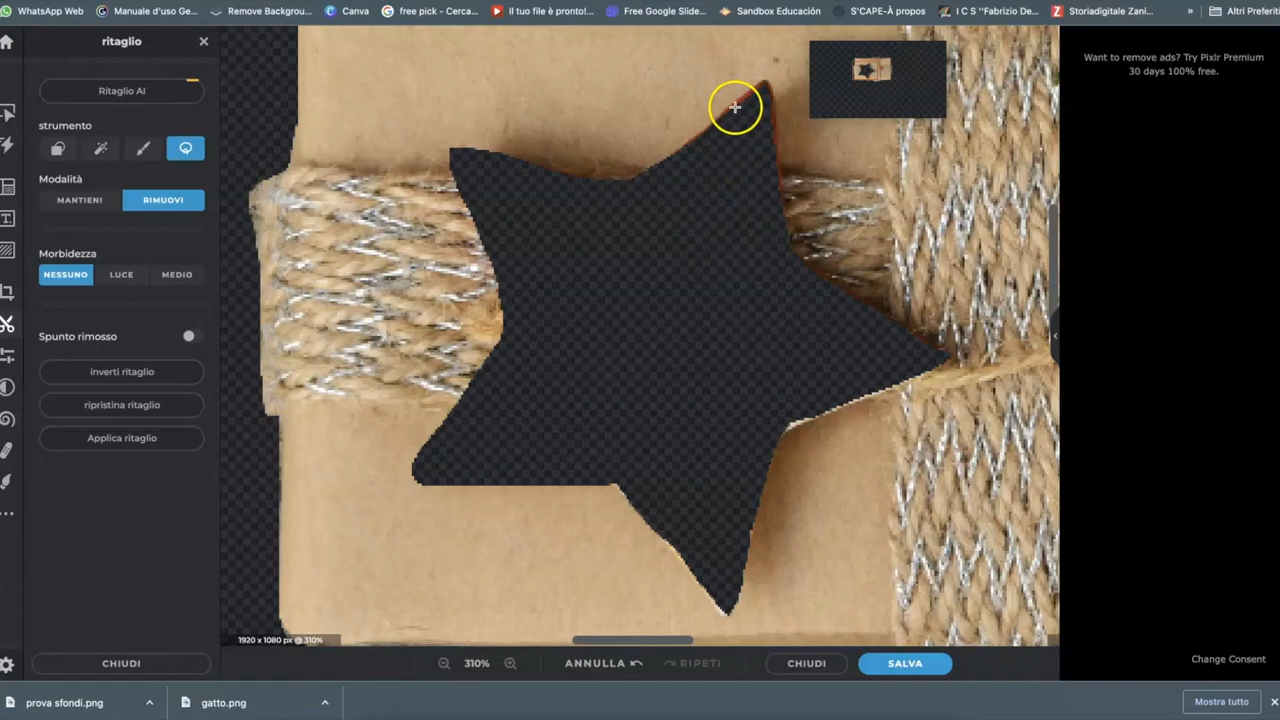 WhatsApp Web
Manuale d'uso Ge...
Remove Backgrou...
Canva
free pick - Cerca...
Il tuo file è pronto!...
Free Google Slide...
Sandbox Educación
S'CAPE-À propos
I C S "Fabrizio De...
Storiadigitale Zani...
»
Altri Preferiti
ritaglio
Ritaglio AI
strumento
Modalità
MANTIENI
RIMUOVI
Morbidezza
NESSUNO
LUCE
MEDIO
Spunto rimosso
inverti ritaglio
ripristina ritaglio
Applica ritaglio
CHIUDI
Want to remove ads? Try Pixlr Premium
30 days 100% free.
1920 x 1080 px @ 310%
310%
ANNULLA
RIPETI
CHIUDI
SALVA
Change Consent
prova sfondi.png
gatto.png
Mostra tutto